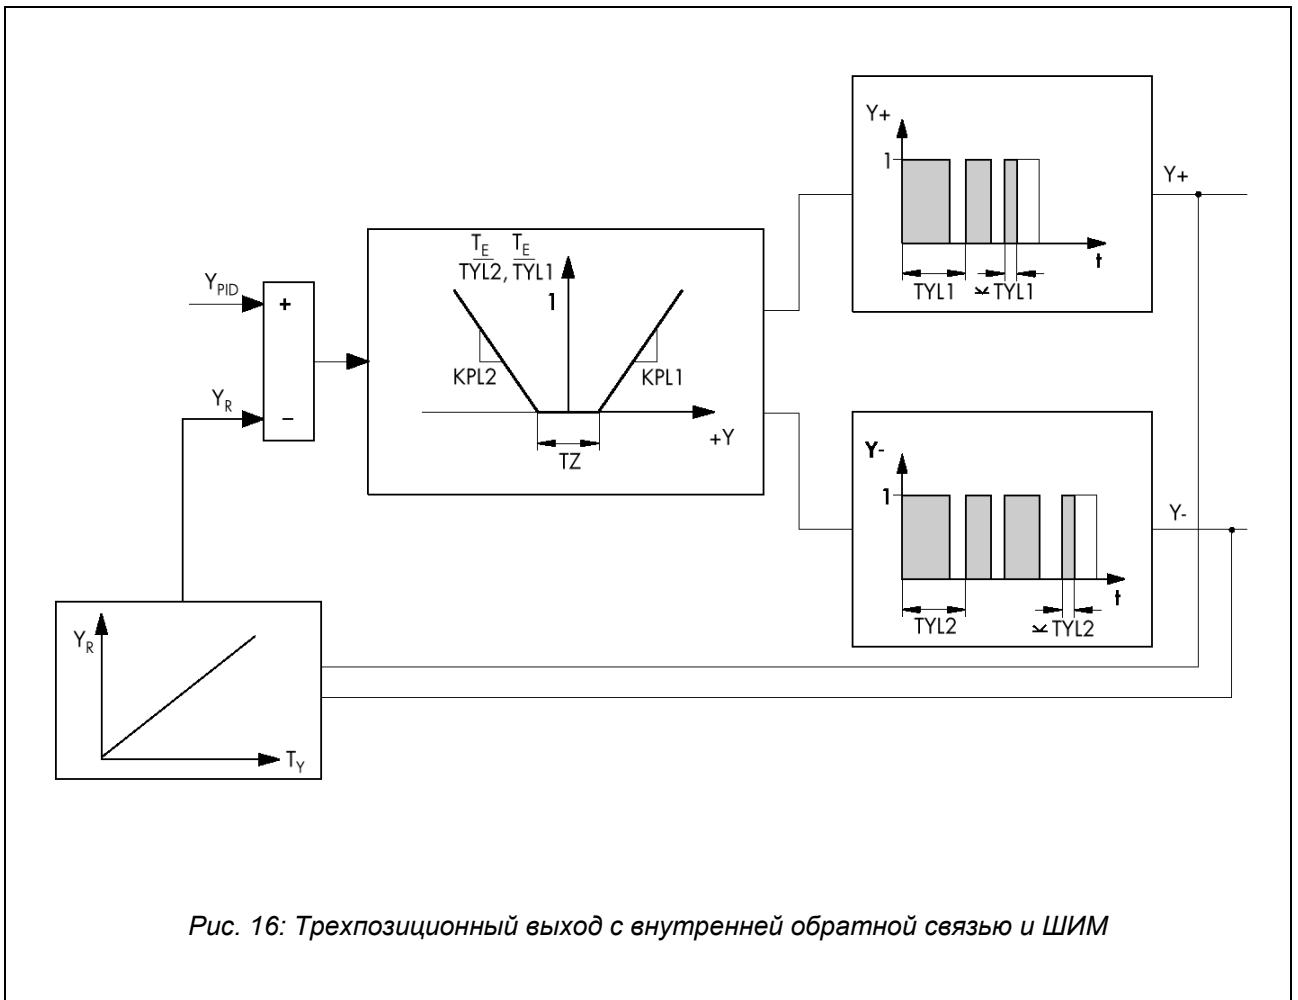 Y+
1
t
TYL1
K TYL1
Y+
T_E T_E
TYL2, TYL1
1
KPL2
KPL1
+Y
TZ
Y_PID
+
Y_R
–
Y-
1
t
TYL2
K TYL2
Y-
Y_R
T_Y
Рис. 16: Трехпозиционный выход с внутренней обратной связью и ШИМ